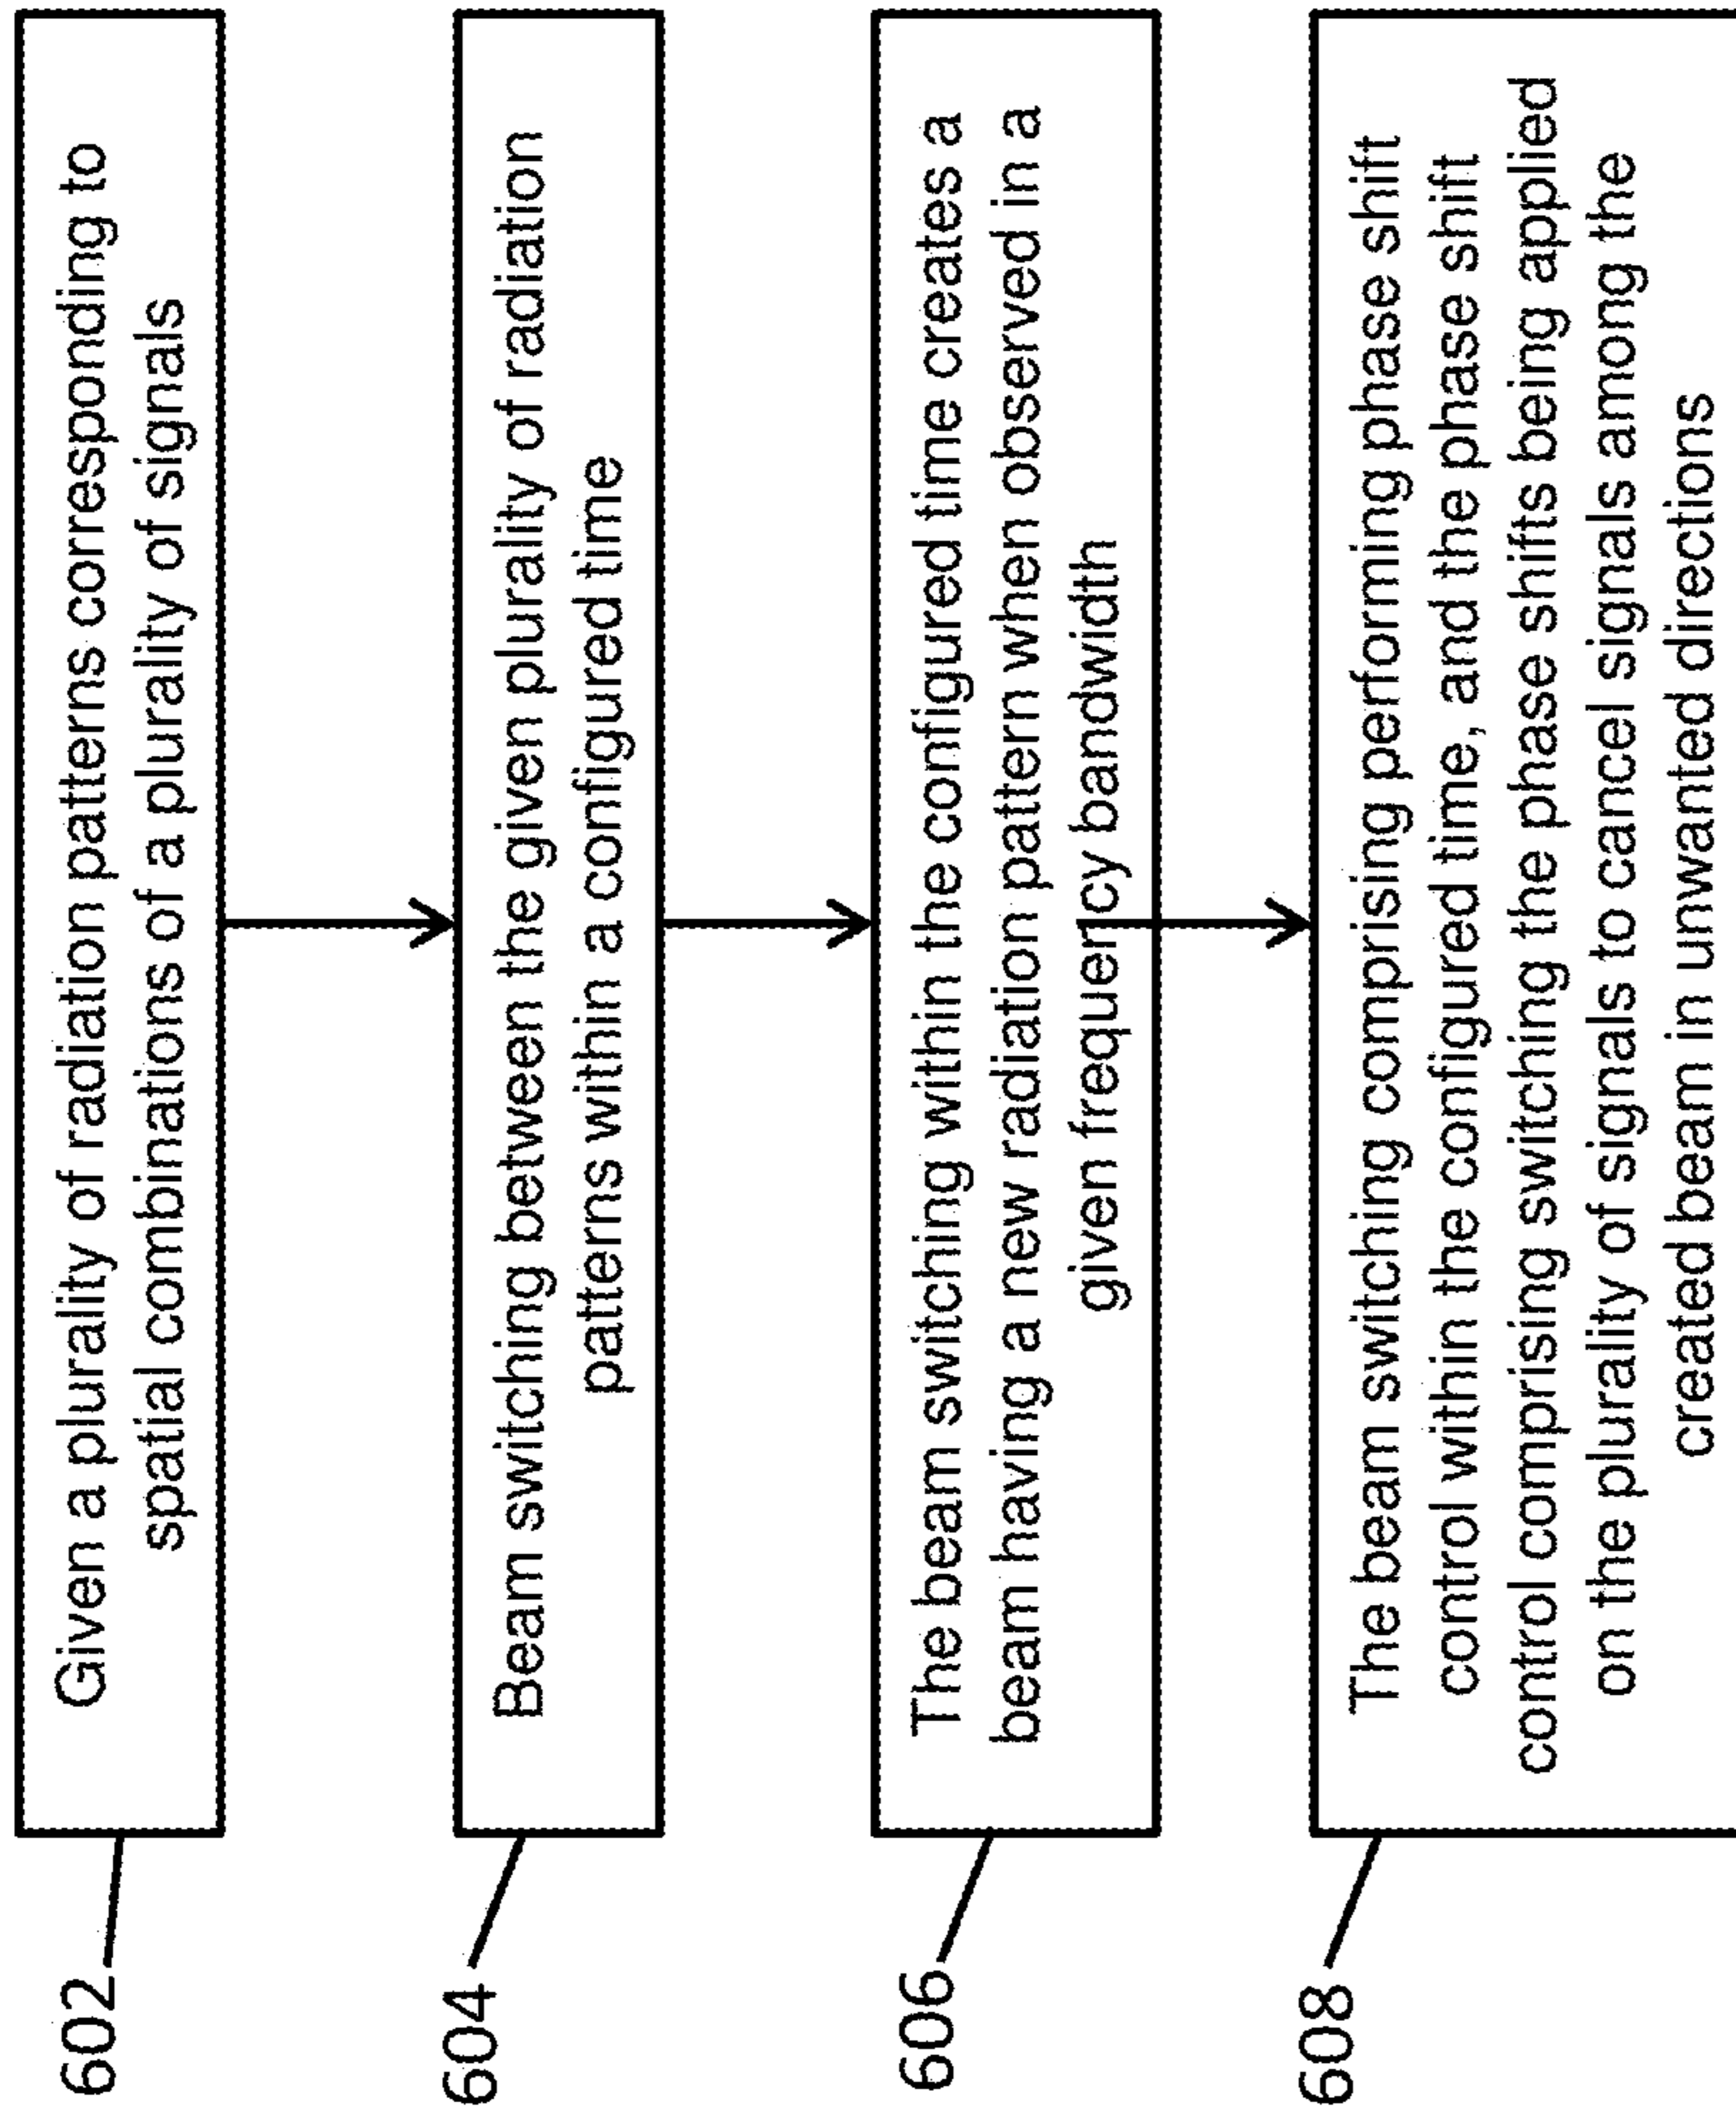 602
Given a plurality of radiation patterns corresponding to
spatial combinations of a plurality of signals
604
Beam switching between the given plurality of radiation
patterns within a configured time
606
The beam switching within the configured time creates a
beam having a new radiation pattern when observed in a
given frequency bandwidth
608
The beam switching comprising performing phase shift
control within the configured time, and the phase shift
control comprising switching the phase shifts being applied
on the plurality of signals to cancel signals among the
created beam in unwanted directions